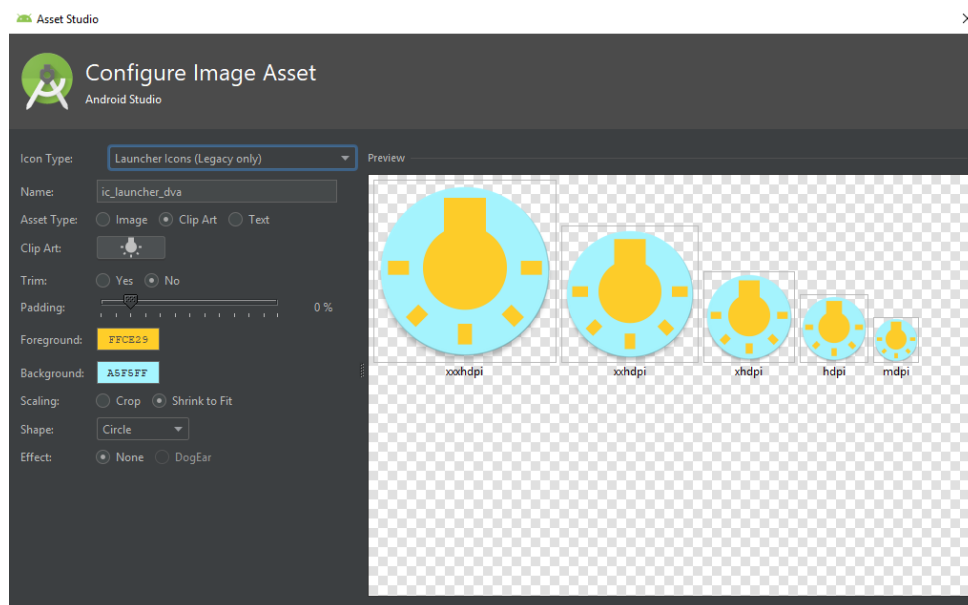 Asset Studio
Configure Image Asset
Android Studio
Icon Type: Launcher Icons (Legacy only)
Preview
Name: ic_launcher_dva
Asset Type: Image Clip Art Text
Clip Art:
Trim: Yes No
Padding: 0 %
Foreground: FFCE29
Background: A5F5FF
Scaling: Crop Shrink to Fit
Shape: Circle
Effect: None DogEar
xxxhdpi xxhdpi xhdpi hdpi mdpi